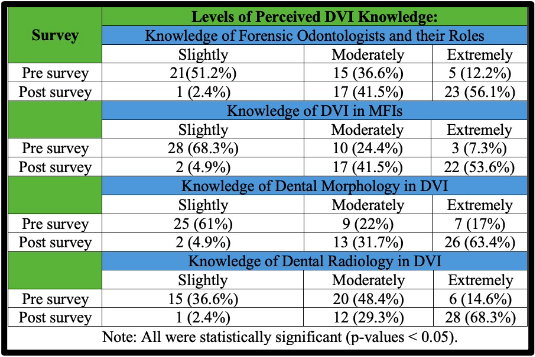 Survey
Levels of Perceived DVI Knowledge:
Knowledge of Forensic Odontologists and their Roles
Slightly Moderately Extremely
Pre survey 21(51.2%) 15 (36.6%) 5 (12.2%)
Post survey 1 (2.4%) 17 (41.5%) 23 (56.1%)
Knowledge of DVI in MFIs
Slightly Moderately Extremely
Pre survey 28 (68.3%) 10 (24.4%) 3 (7.3%)
Post survey 2 (4.9%) 17 (41.5%) 22 (53.6%)
Knowledge of Dental Morphology in DVI
Slightly Moderately Extremely
Pre survey 25 (61%) 9 (22%) 7 (17%)
Post survey 2 (4.9%) 13 (31.7%) 26 (63.4%)
Knowledge of Dental Radiology in DVI
Slightly Moderately Extremely
Pre survey 15 (36.6%) 20 (48.4%) 6 (14.6%)
Post survey 1 (2.4%) 12 (29.3%) 28 (68.3%)
Note: All were statistically significant (p-values < 0.05).